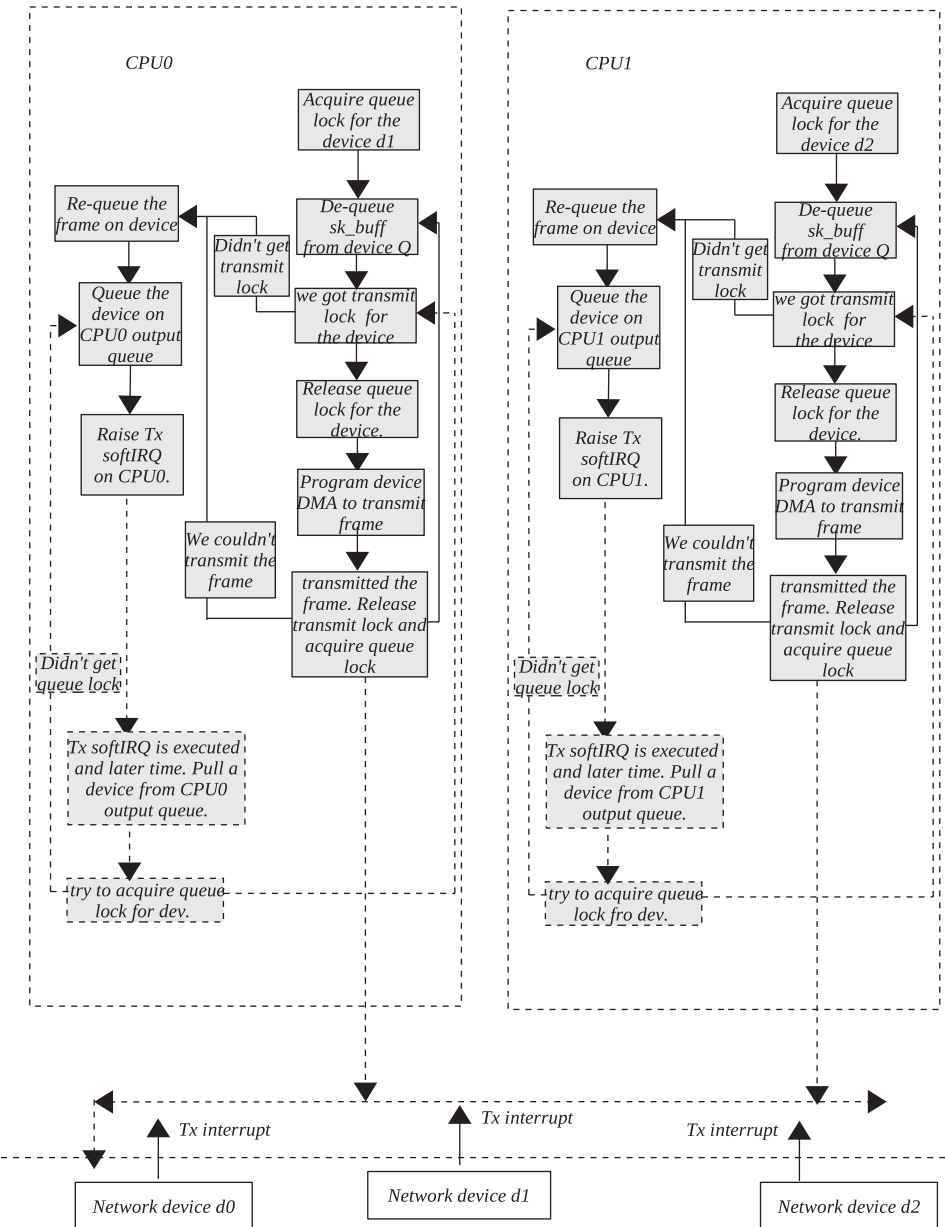 CPU0
Acquire queue
lock for the
device d1
Re-queue the
frame on device
De-queue
sk_buff
from device Q
Didn't get
transmit
lock
Queue the
device on
CPU0 output
queue
we got transmit
lock for
the device
Release queue
lock for the
device.
Raise Tx
softIRQ
on CPU0.
Program device
DMA to transmit
frame
We couldn't
transmit the
frame
transmitted the
frame. Release
transmit lock and
acquire queue
lock
Didn't get
queue lock
Tx softIRQ is executed
and later time. Pull a
device from CPU0
output queue.
try to acquire queue
lock for dev.
CPU1
Acquire queue
lock for the
device d2
Re-queue the
frame on device
De-queue
sk_buff
from device Q
Didn't get
transmit
lock
Queue the
device on
CPU1 output
queue
we got transmit
lock for
the device
Release queue
lock for the
device.
Raise Tx
softIRQ
on CPU1.
Program device
DMA to transmit
frame
We couldn't
transmit the
frame
transmitted the
frame. Release
transmit lock and
acquire queue
lock
Didn't get
queue lock
Tx softIRQ is executed
and later time. Pull a
device from CPU1
output queue.
try to acquire queue
lock fro dev.
Tx interrupt
Tx interrupt
Tx interrupt
Network device d0
Network device d1
Network device d2